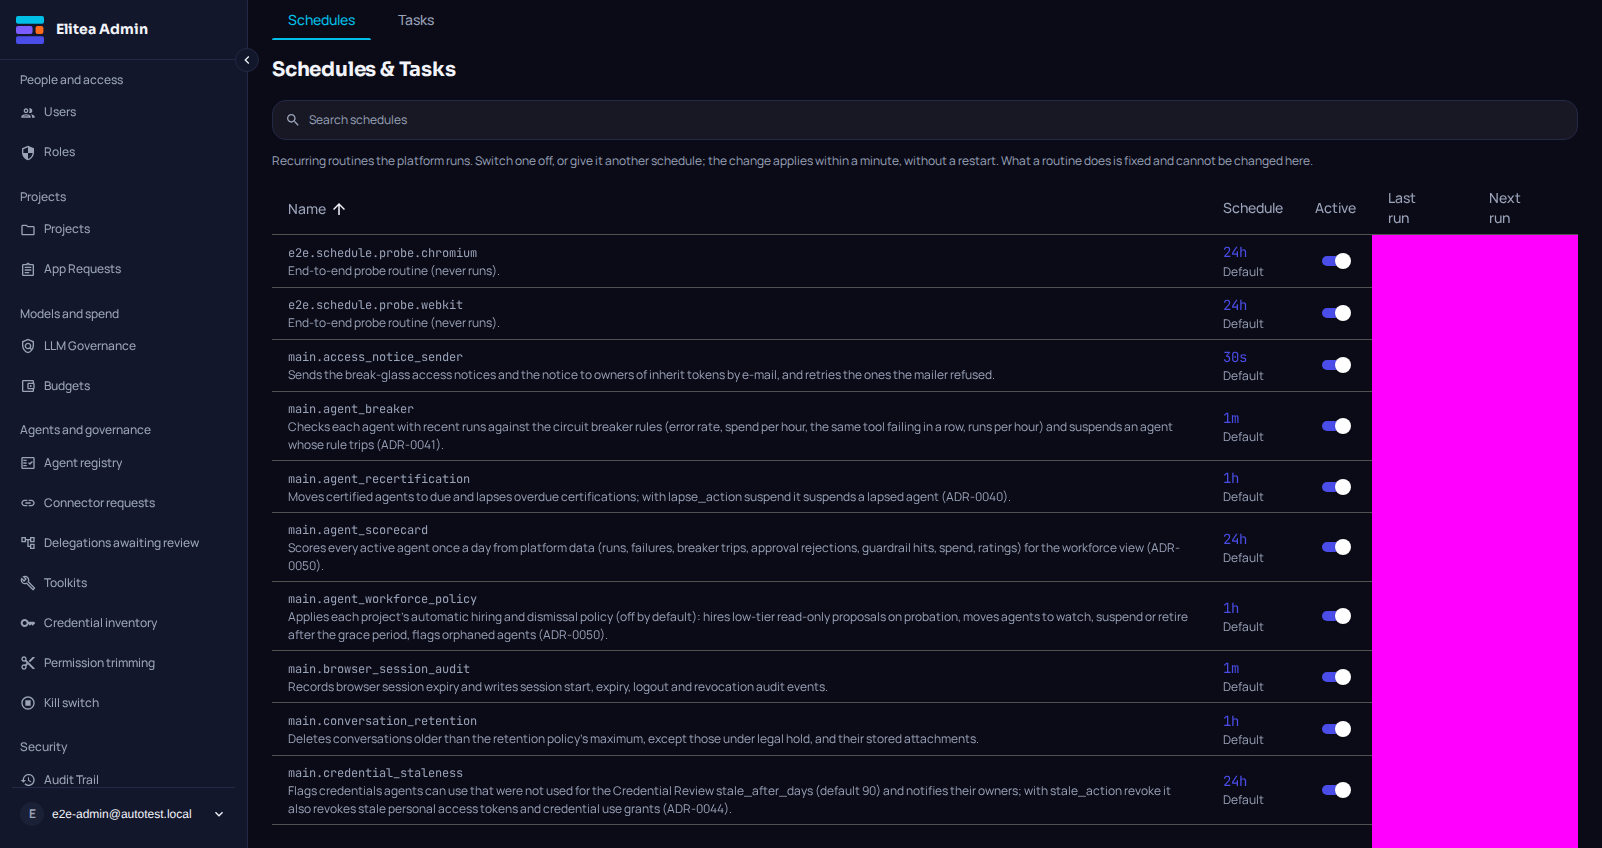 Elitea Admin
People and access
Users
Roles
Projects
Projects
App Requests
Models and spend
LLM Governance
Budgets
Agents and governance
Agent registry
Connector requests
Delegations awaiting review
Toolkits
Credential inventory
Permission trimming
Kill switch
Security
Audit Trail
E e2e-admin@autotest.local
Schedules Tasks
Schedules & Tasks
Search schedules
Recurring routines the platform runs. Switch one off, or give it another schedule; the change applies within a minute, without a restart. What a routine does is fixed and cannot be changed here.
Name Schedule Active Last run Next run
e2e.schedule.probe.chromium
End-to-end probe routine (never runs).
24h
Default
e2e.schedule.probe.webkit
End-to-end probe routine (never runs).
24h
Default
main.access_notice_sender
Sends the break-glass access notices and the notice to owners of inherit tokens by e-mail, and retries the ones the mailer refused.
30s
Default
main.agent_breaker
Checks each agent with recent runs against the circuit breaker rules (error rate, spend per hour, the same tool failing in a row, runs per hour) and suspends an agent
whose rule trips (ADR-0041).
1m
Default
main.agent_recertification
Moves certified agents to due and lapses overdue certifications; with lapse_action suspend it suspends a lapsed agent (ADR-0040).
1h
Default
main.agent_scorecard
Scores every active agent once a day from platform data (runs, failures, breaker trips, approval rejections, guardrail hits, spend, ratings) for the workforce view (ADR-
0050).
24h
Default
main.agent_workforce_policy
Applies each project's automatic hiring and dismissal policy (off by default): hires low-tier read-only proposals on probation, moves agents to watch, suspend or retire
after the grace period, flags orphaned agents (ADR-0050).
1h
Default
main.browser_session_audit
Records browser session expiry and writes session start, expiry, logout and revocation audit events.
1m
Default
main.conversation_retention
Deletes conversations older than the retention policy's maximum, except those under legal hold, and their stored attachments.
1h
Default
main.credential_staleness
Flags credentials agents can use that were not used for the Credential Review stale_after_days (default 90) and notifies their owners; with stale_action revoke it
also revokes stale personal access tokens and credential use grants (ADR-0044).
24h
Default